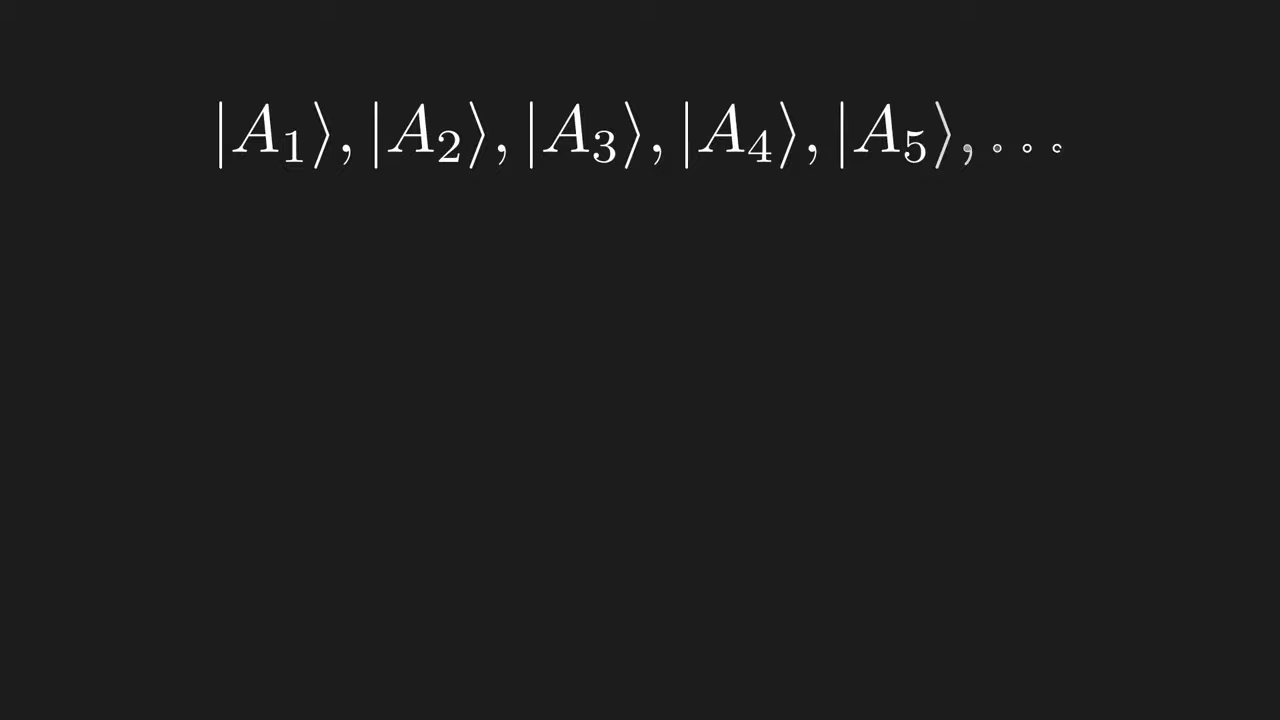 |A₁⟩, |A₂⟩, |A₃⟩, |A₄⟩, |A₅⟩, ...